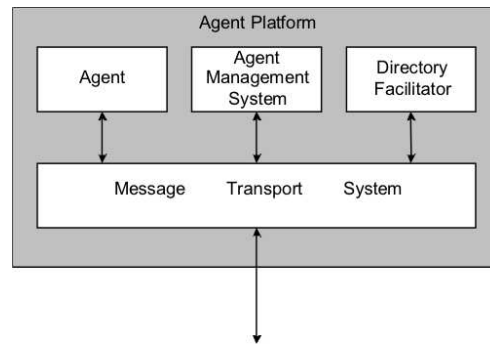 Agent Platform
Agent
Agent
Management
System
Directory
Facilitator
Message Transport System